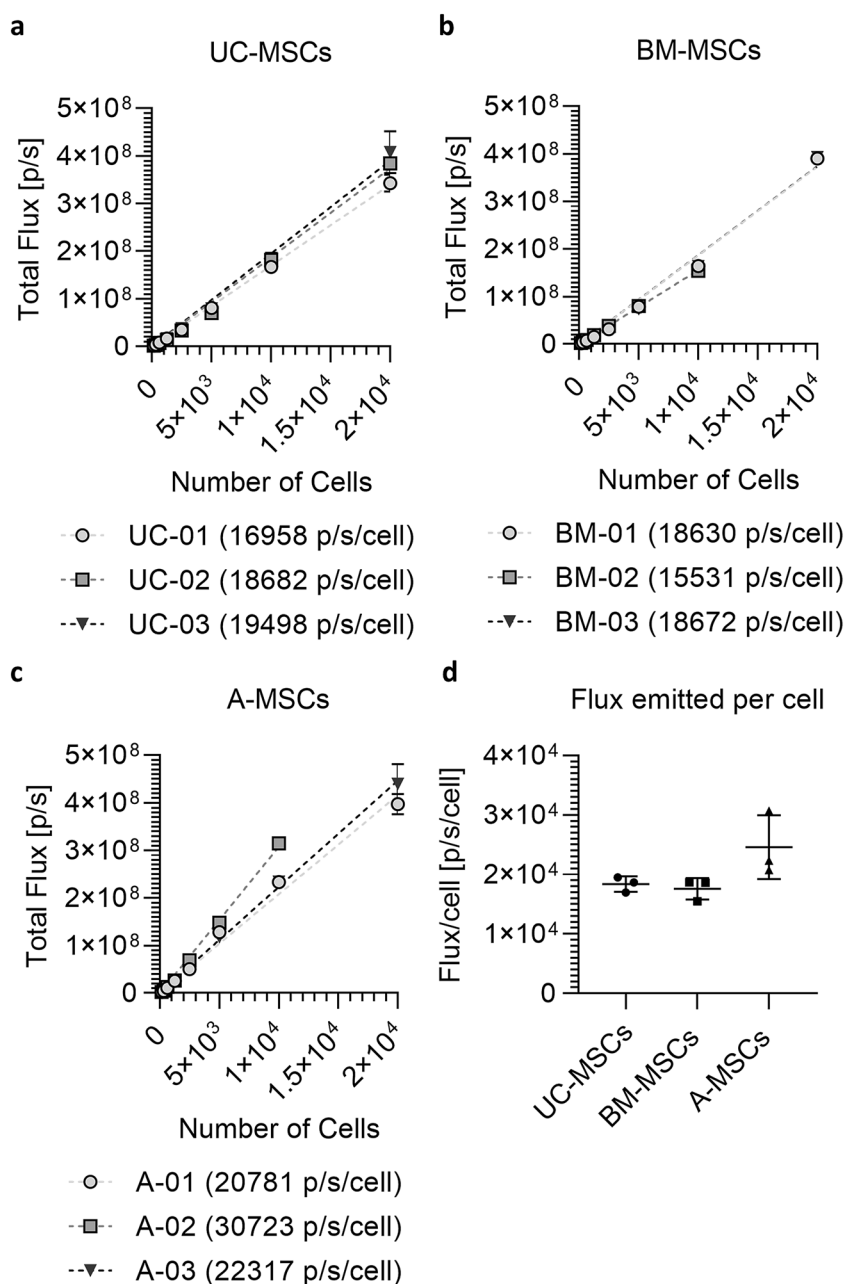 a
UC-MSCs
Total Flux [p/s]
5×10⁸
4×10⁸
3×10⁸
2×10⁸
1×10⁸
0
0
5×10³
1×10⁴
1.5×10⁴
2×10⁴
Number of Cells
UC-01 (16958 p/s/cell)
UC-02 (18682 p/s/cell)
UC-03 (19498 p/s/cell)
b
BM-MSCs
Total Flux [p/s]
5×10⁸
4×10⁸
3×10⁸
2×10⁸
1×10⁸
0
0
5×10³
1×10⁴
1.5×10⁴
2×10⁴
Number of Cells
BM-01 (18630 p/s/cell)
BM-02 (15531 p/s/cell)
BM-03 (18672 p/s/cell)
c
A-MSCs
Total Flux [p/s]
5×10⁸
4×10⁸
3×10⁸
2×10⁸
1×10⁸
0
0
5×10³
1×10⁴
1.5×10⁴
2×10⁴
Number of Cells
A-01 (20781 p/s/cell)
A-02 (30723 p/s/cell)
A-03 (22317 p/s/cell)
d
Flux emitted per cell
Flux/cell [p/s/cell]
4×10⁴
3×10⁴
2×10⁴
1×10⁴
0
UC-MSCs
BM-MSCs
A-MSCs